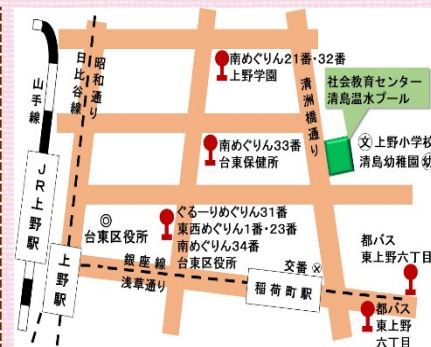 南めぐりん21番・32番
上野学園
社会教育センター
清島温水プール
山手線
日比谷線
昭和通り
清洲橋通り
文 上野小学校
清島幼稚園 幼
南めぐりん33番
台東保健所
JR上野駅
ぐるーりめぐりん31番
東西めぐりん1番・23番
南めぐりん34番
台東区役所
台東区役所
上野駅
銀座線
浅草通り
交番
稲荷町駅
都バス
東上野六丁目
都バス
東上野
六丁目